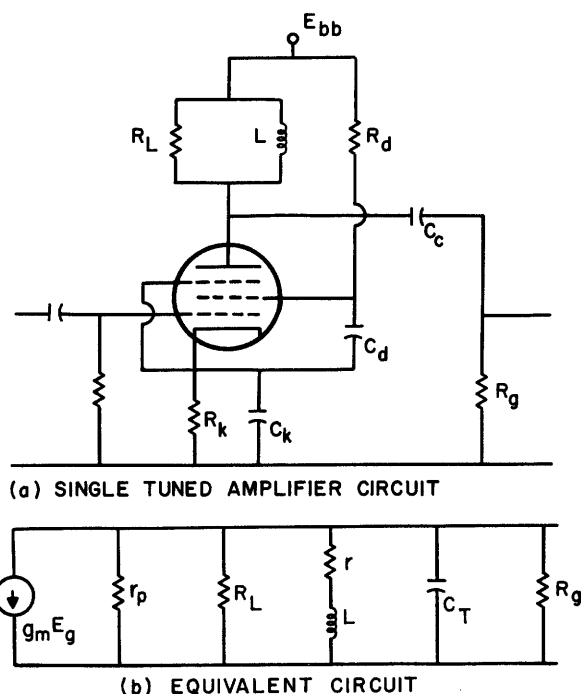 E_bb
R_L
L
R_d
C_c
C_d
R_k
C_k
R_g
(a) SINGLE TUNED AMPLIFIER CIRCUIT
g_mE_g
r_p
R_L
r
L
C_T
R_g
(b) EQUIVALENT CIRCUIT